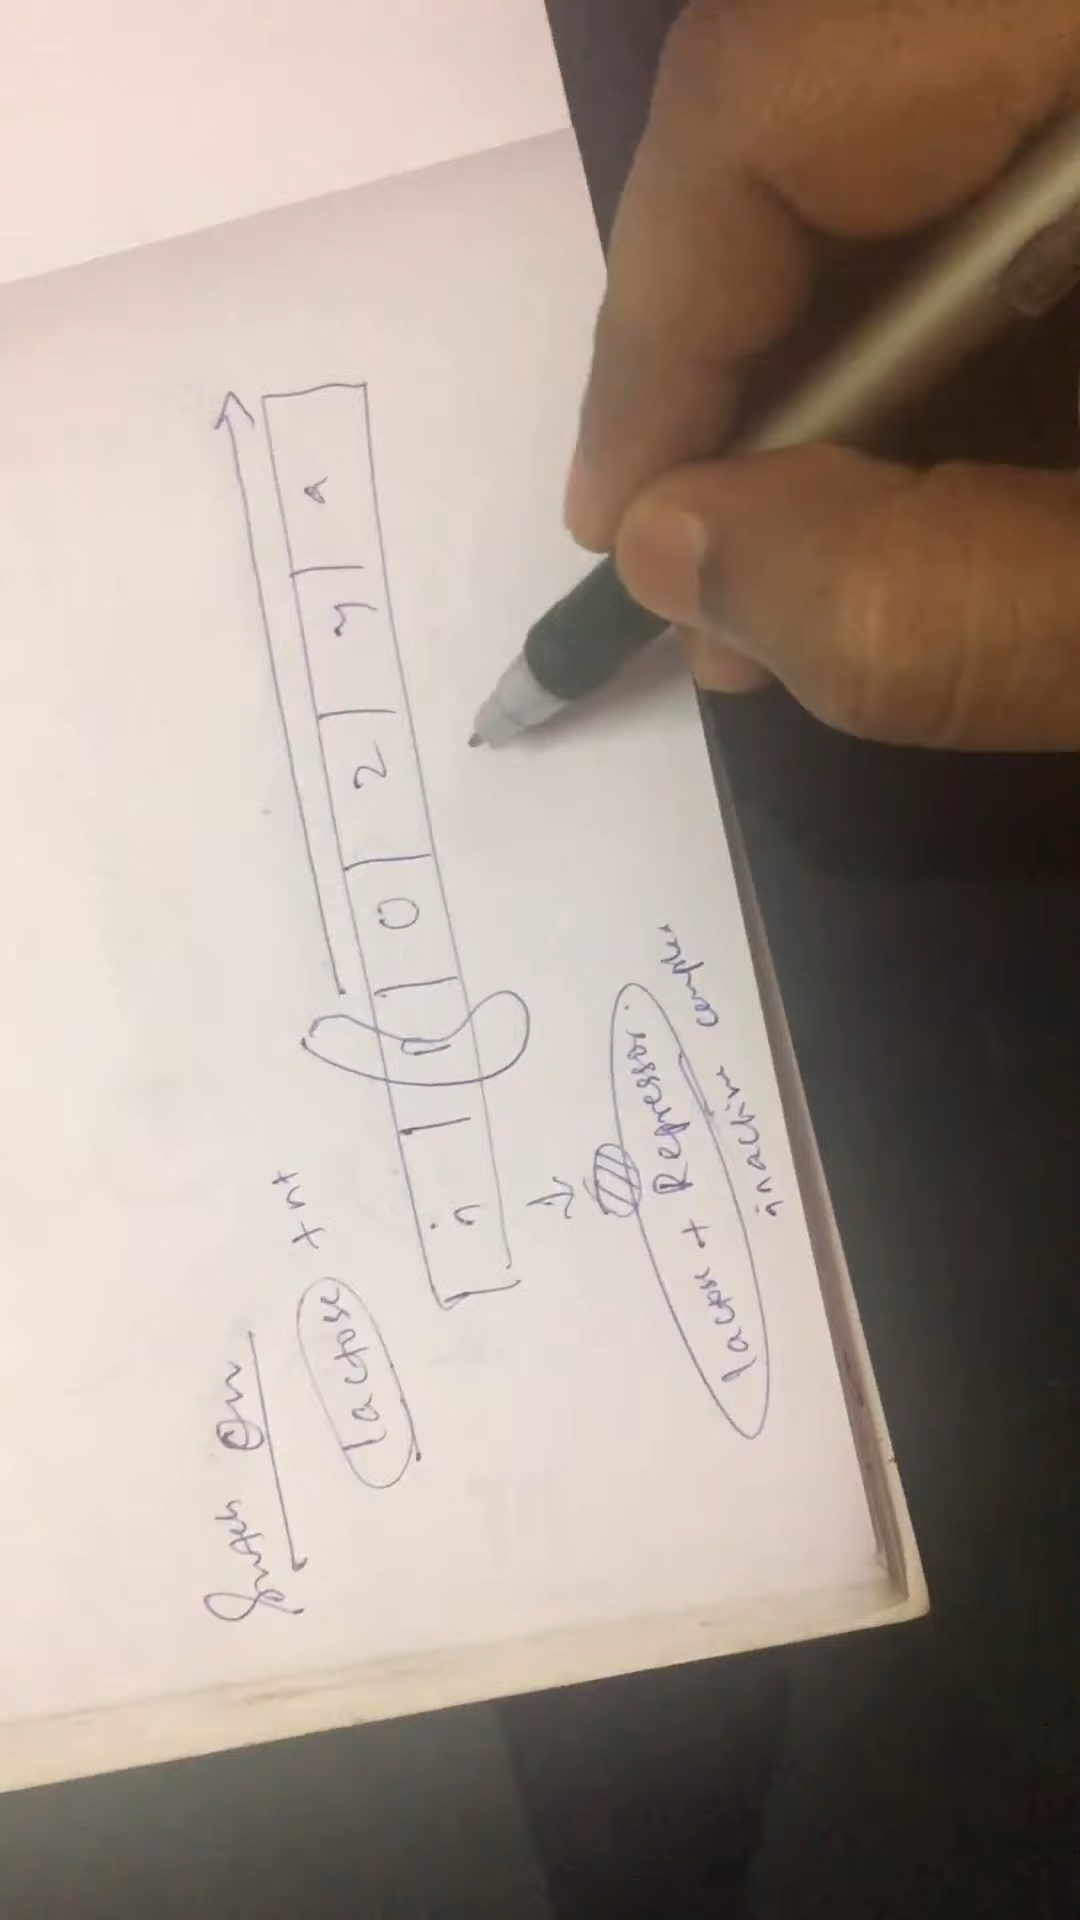 Switch On
lactose + nt
i P O z y a
lactose + Repressor.
inactive complex